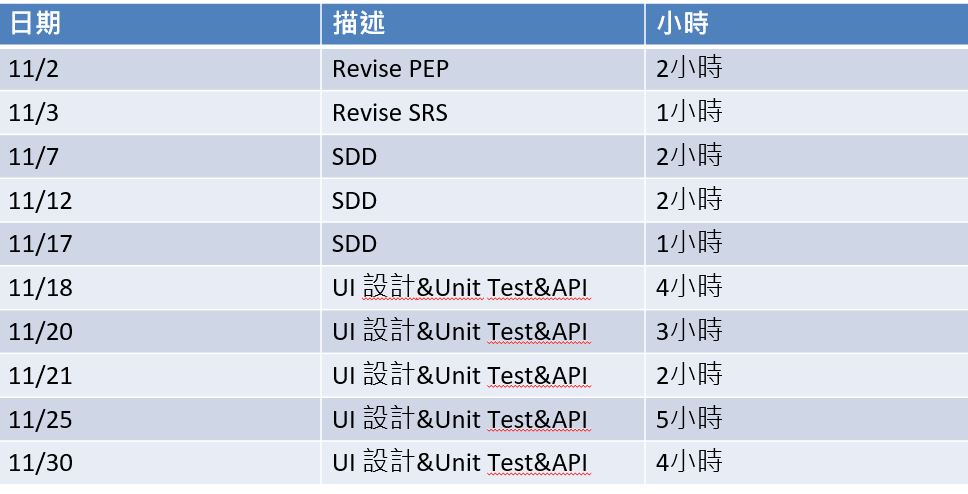 日期 描述 小時
11/2 Revise PEP 2小時
11/3 Revise SRS 1小時
11/7 SDD 2小時
11/12 SDD 2小時
11/17 SDD 1小時
11/18 UI 設計&Unit Test&API 4小時
11/20 UI 設計&Unit Test&API 3小時
11/21 UI 設計&Unit Test&API 2小時
11/25 UI 設計&Unit Test&API 5小時
11/30 UI 設計&Unit Test&API 4小時